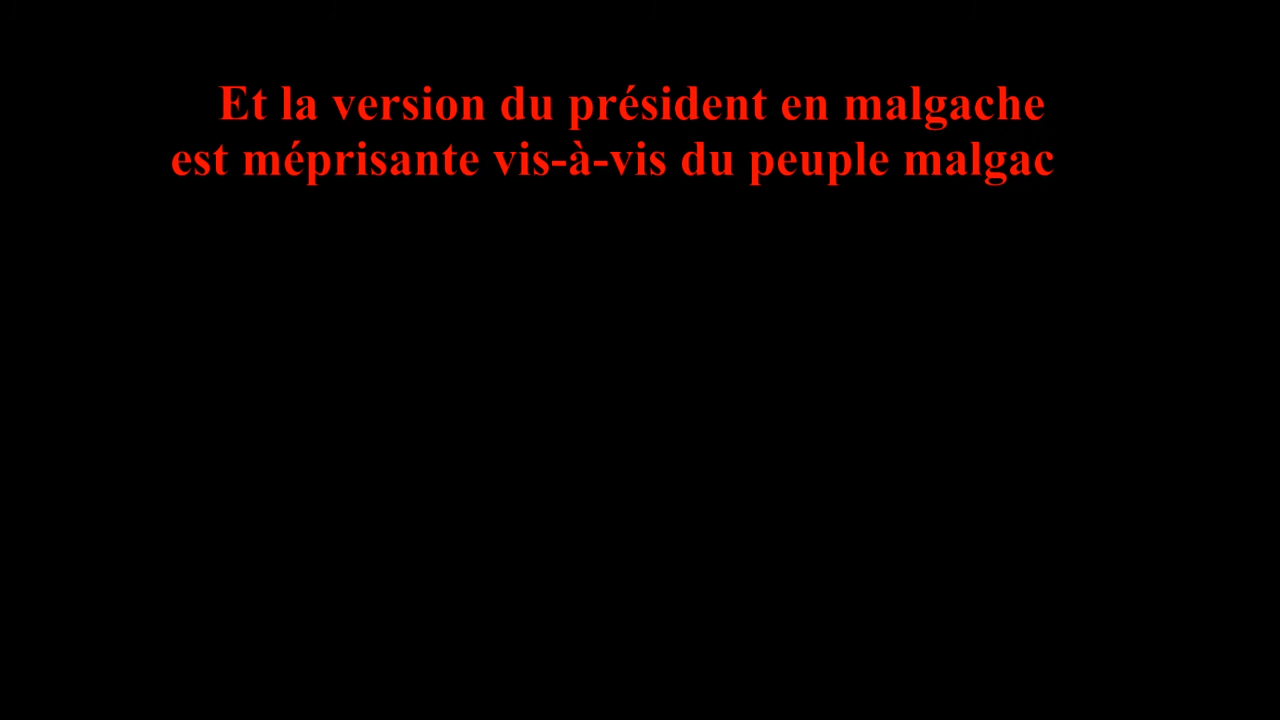 Et la version du président en malgache
est méprisante vis-à-vis du peuple malgac